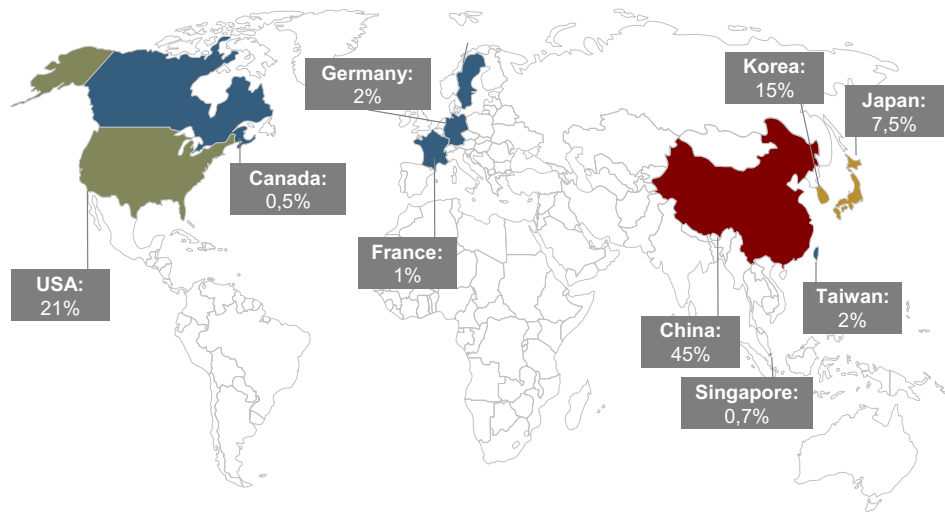 Germany:
2%
Korea:
15%
Japan:
7,5%
Canada:
0,5%
France:
1%
USA:
21%
Taiwan:
2%
China:
45%
Singapore:
0,7%